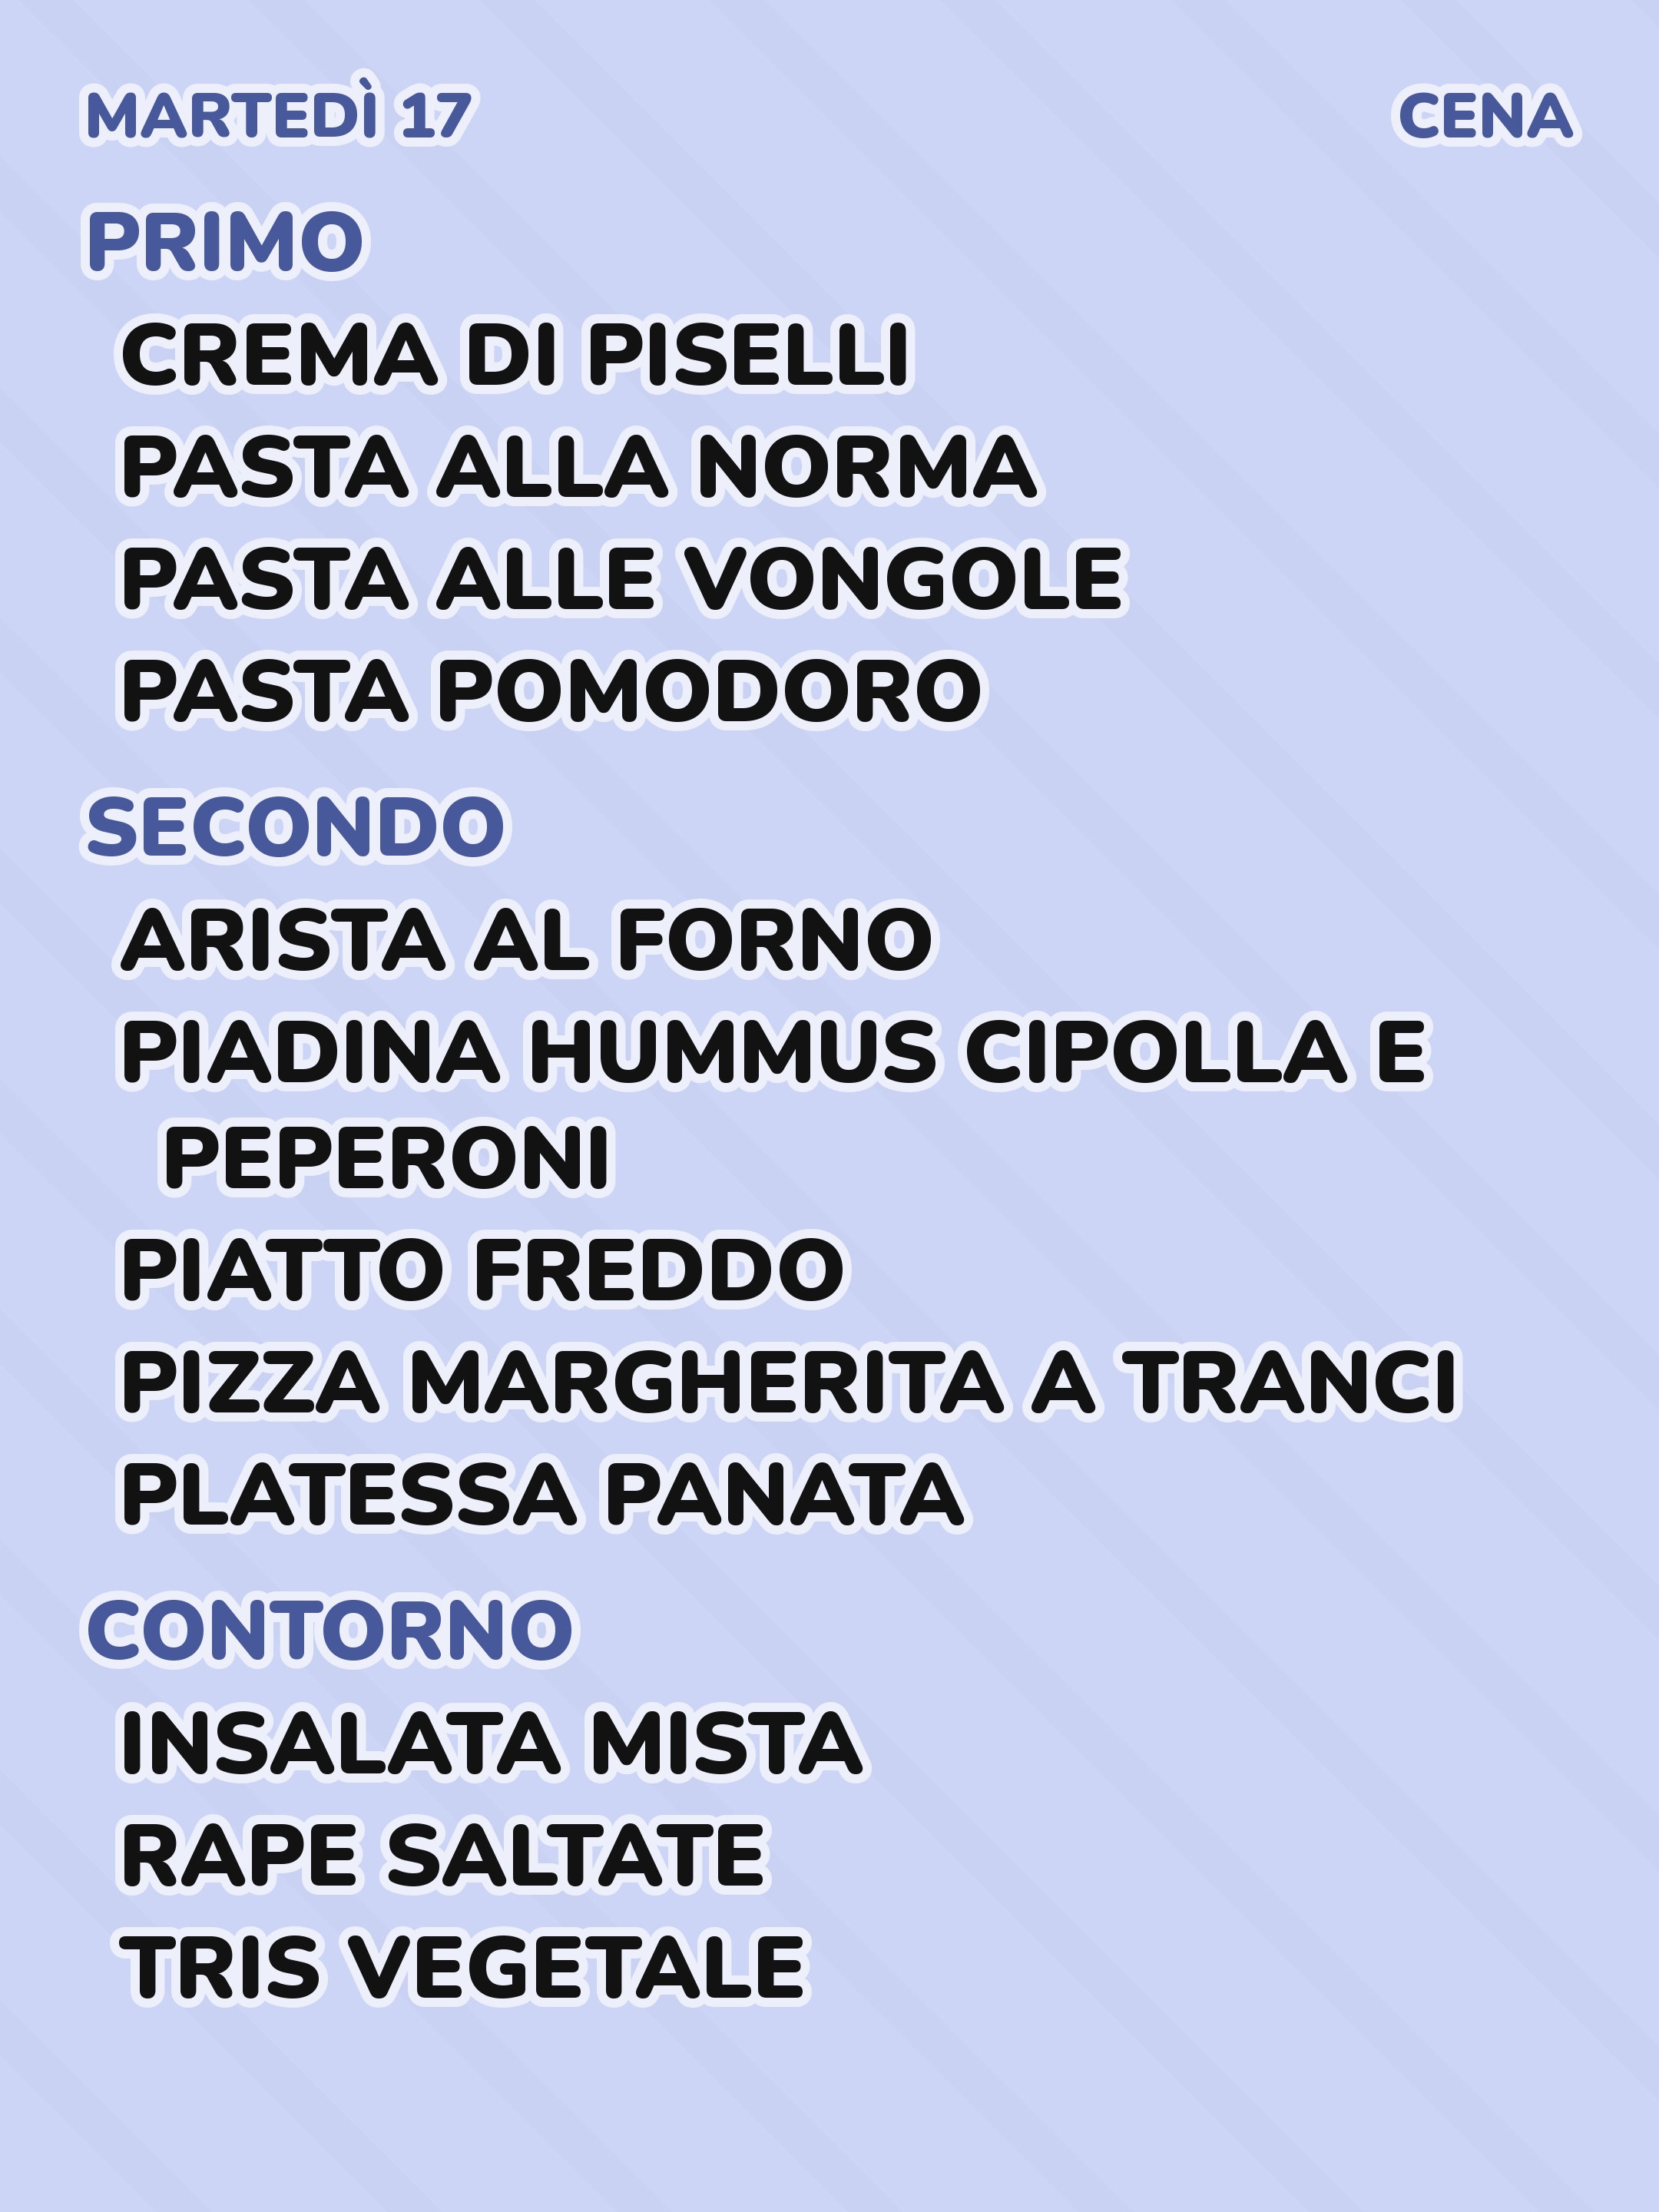 MARTEDÌ 17 CENA
PRIMO
CREMA DI PISELLI
PASTA ALLA NORMA
PASTA ALLE VONGOLE
PASTA POMODORO
SECONDO
ARISTA AL FORNO
PIADINA HUMMUS CIPOLLA E
PEPERONI
PIATTO FREDDO
PIZZA MARGHERITA A TRANCI
PLATESSA PANATA
CONTORNO
INSALATA MISTA
RAPE SALTATE
TRIS VEGETALE